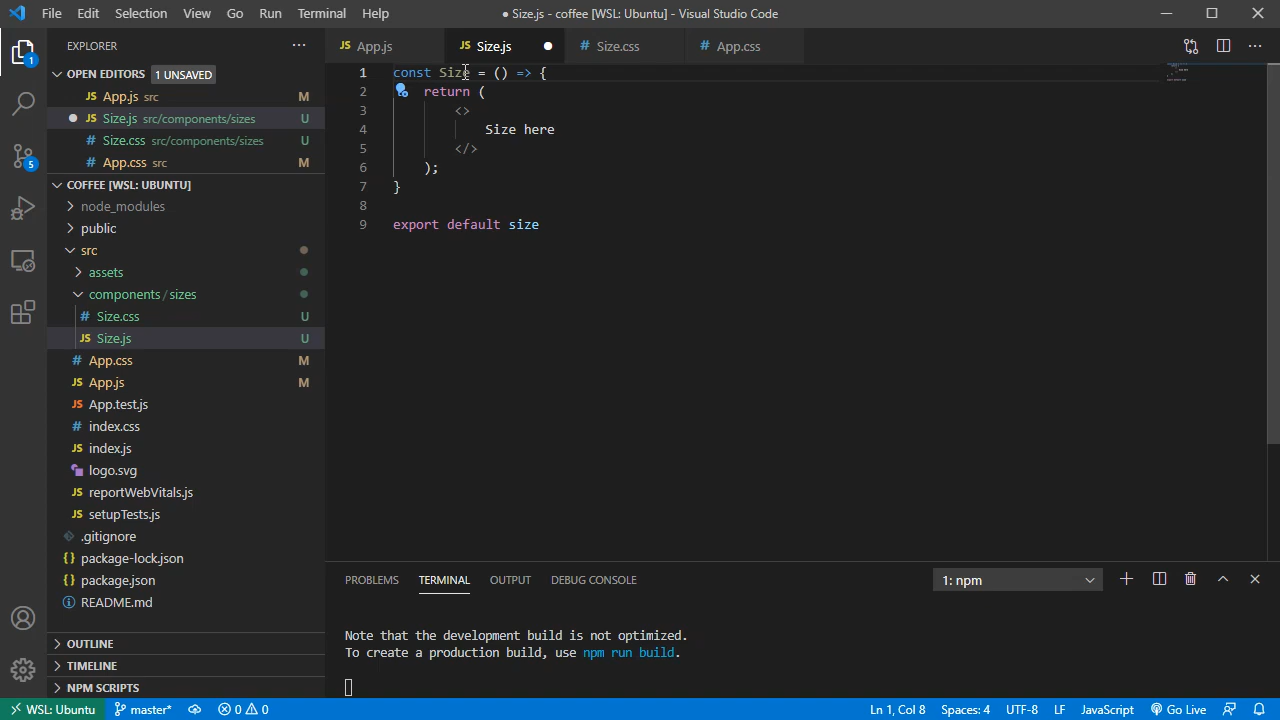 File Edit Selection View Go Run Terminal Help
● Size.js - coffee [WSL: Ubuntu] - Visual Studio Code
EXPLORER
OPEN EDITORS 1 UNSAVED
JS App.js src M
JS Size.js src/components/sizes U
# Size.css src/components/sizes U
# App.css src M
COFFEE [WSL: UBUNTU]
node_modules
public
src
assets
components / sizes
# Size.css U
JS Size.js U
# App.css M
JS App.js M
JS App.test.js
# index.css
JS index.js
logo.svg
JS reportWebVitals.js
JS setupTests.js
.gitignore
{} package-lock.json
{} package.json
README.md
OUTLINE
TIMELINE
NPM SCRIPTS
1
5
JS App.js JS Size.js # Size.css # App.css
1 const Size = () => {
2 return (
3 <>
4 Size here
5 </>
6 );
7 }
8
9 export default size
PROBLEMS TERMINAL OUTPUT DEBUG CONSOLE 1: npm
Note that the development build is not optimized.
To create a production build, use npm run build.
WSL: Ubuntu master* 0 0 Ln 1, Col 8 Spaces: 4 UTF-8 LF JavaScript Go Live